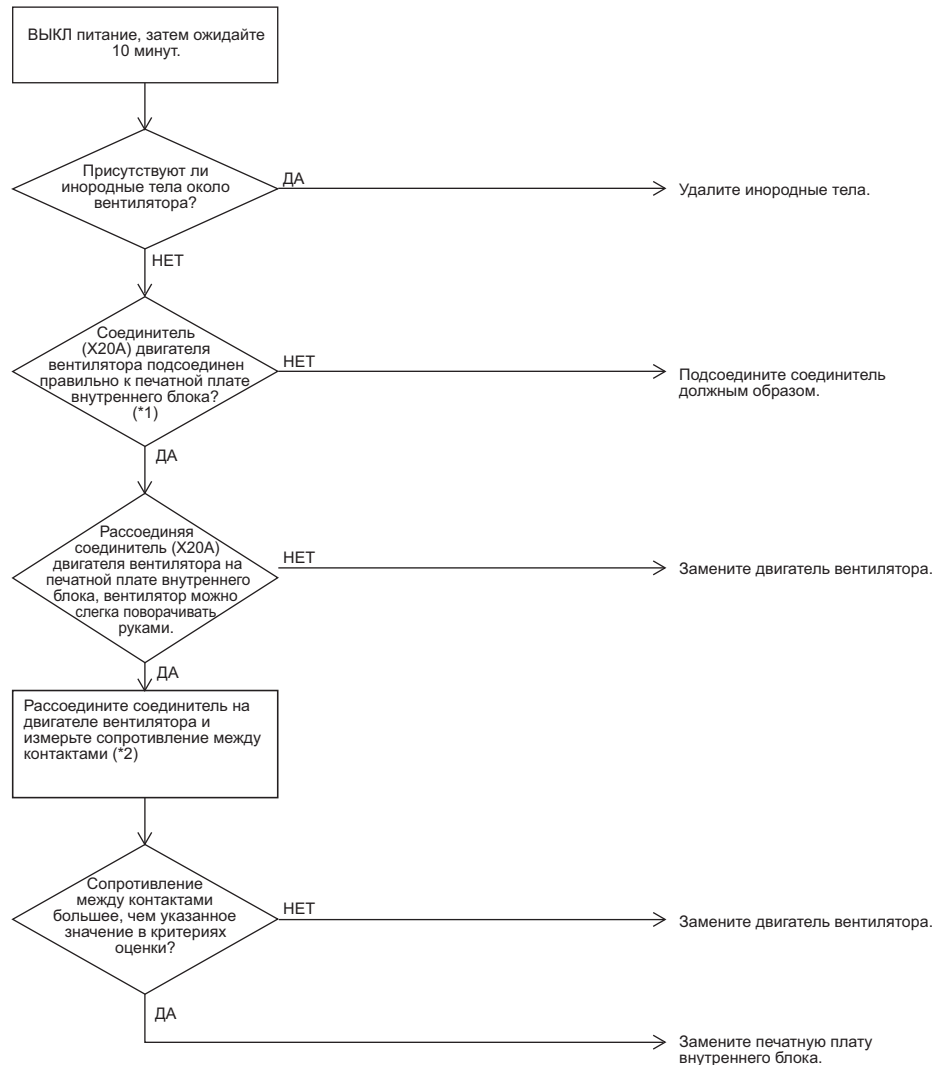 ВЫКЛ питание, затем ожидайте
10 минут.
Присутствуют ли
инородные тела около
вентилятора?
ДА
Удалите инородные тела.
НЕТ
Соединитель
(X20A) двигателя
вентилятора подсоединен
правильно к печатной плате
внутреннего блока?
(*1)
НЕТ
Подсоедините соединитель
должным образом.
ДА
Рассоединяя
соединитель (X20A)
двигателя вентилятора на
печатной плате внутреннего
блока, вентилятор можно
слегка поворачивать
руками.
НЕТ
Замените двигатель вентилятора.
ДА
Рассоедините соединитель на
двигателе вентилятора и
измерьте сопротивление между
контактами (*2)
Сопротивление
между контактами
большее, чем указанное
значение в критериях
оценки?
НЕТ
Замените двигатель вентилятора.
ДА
Замените печатную плату
внутреннего блока.